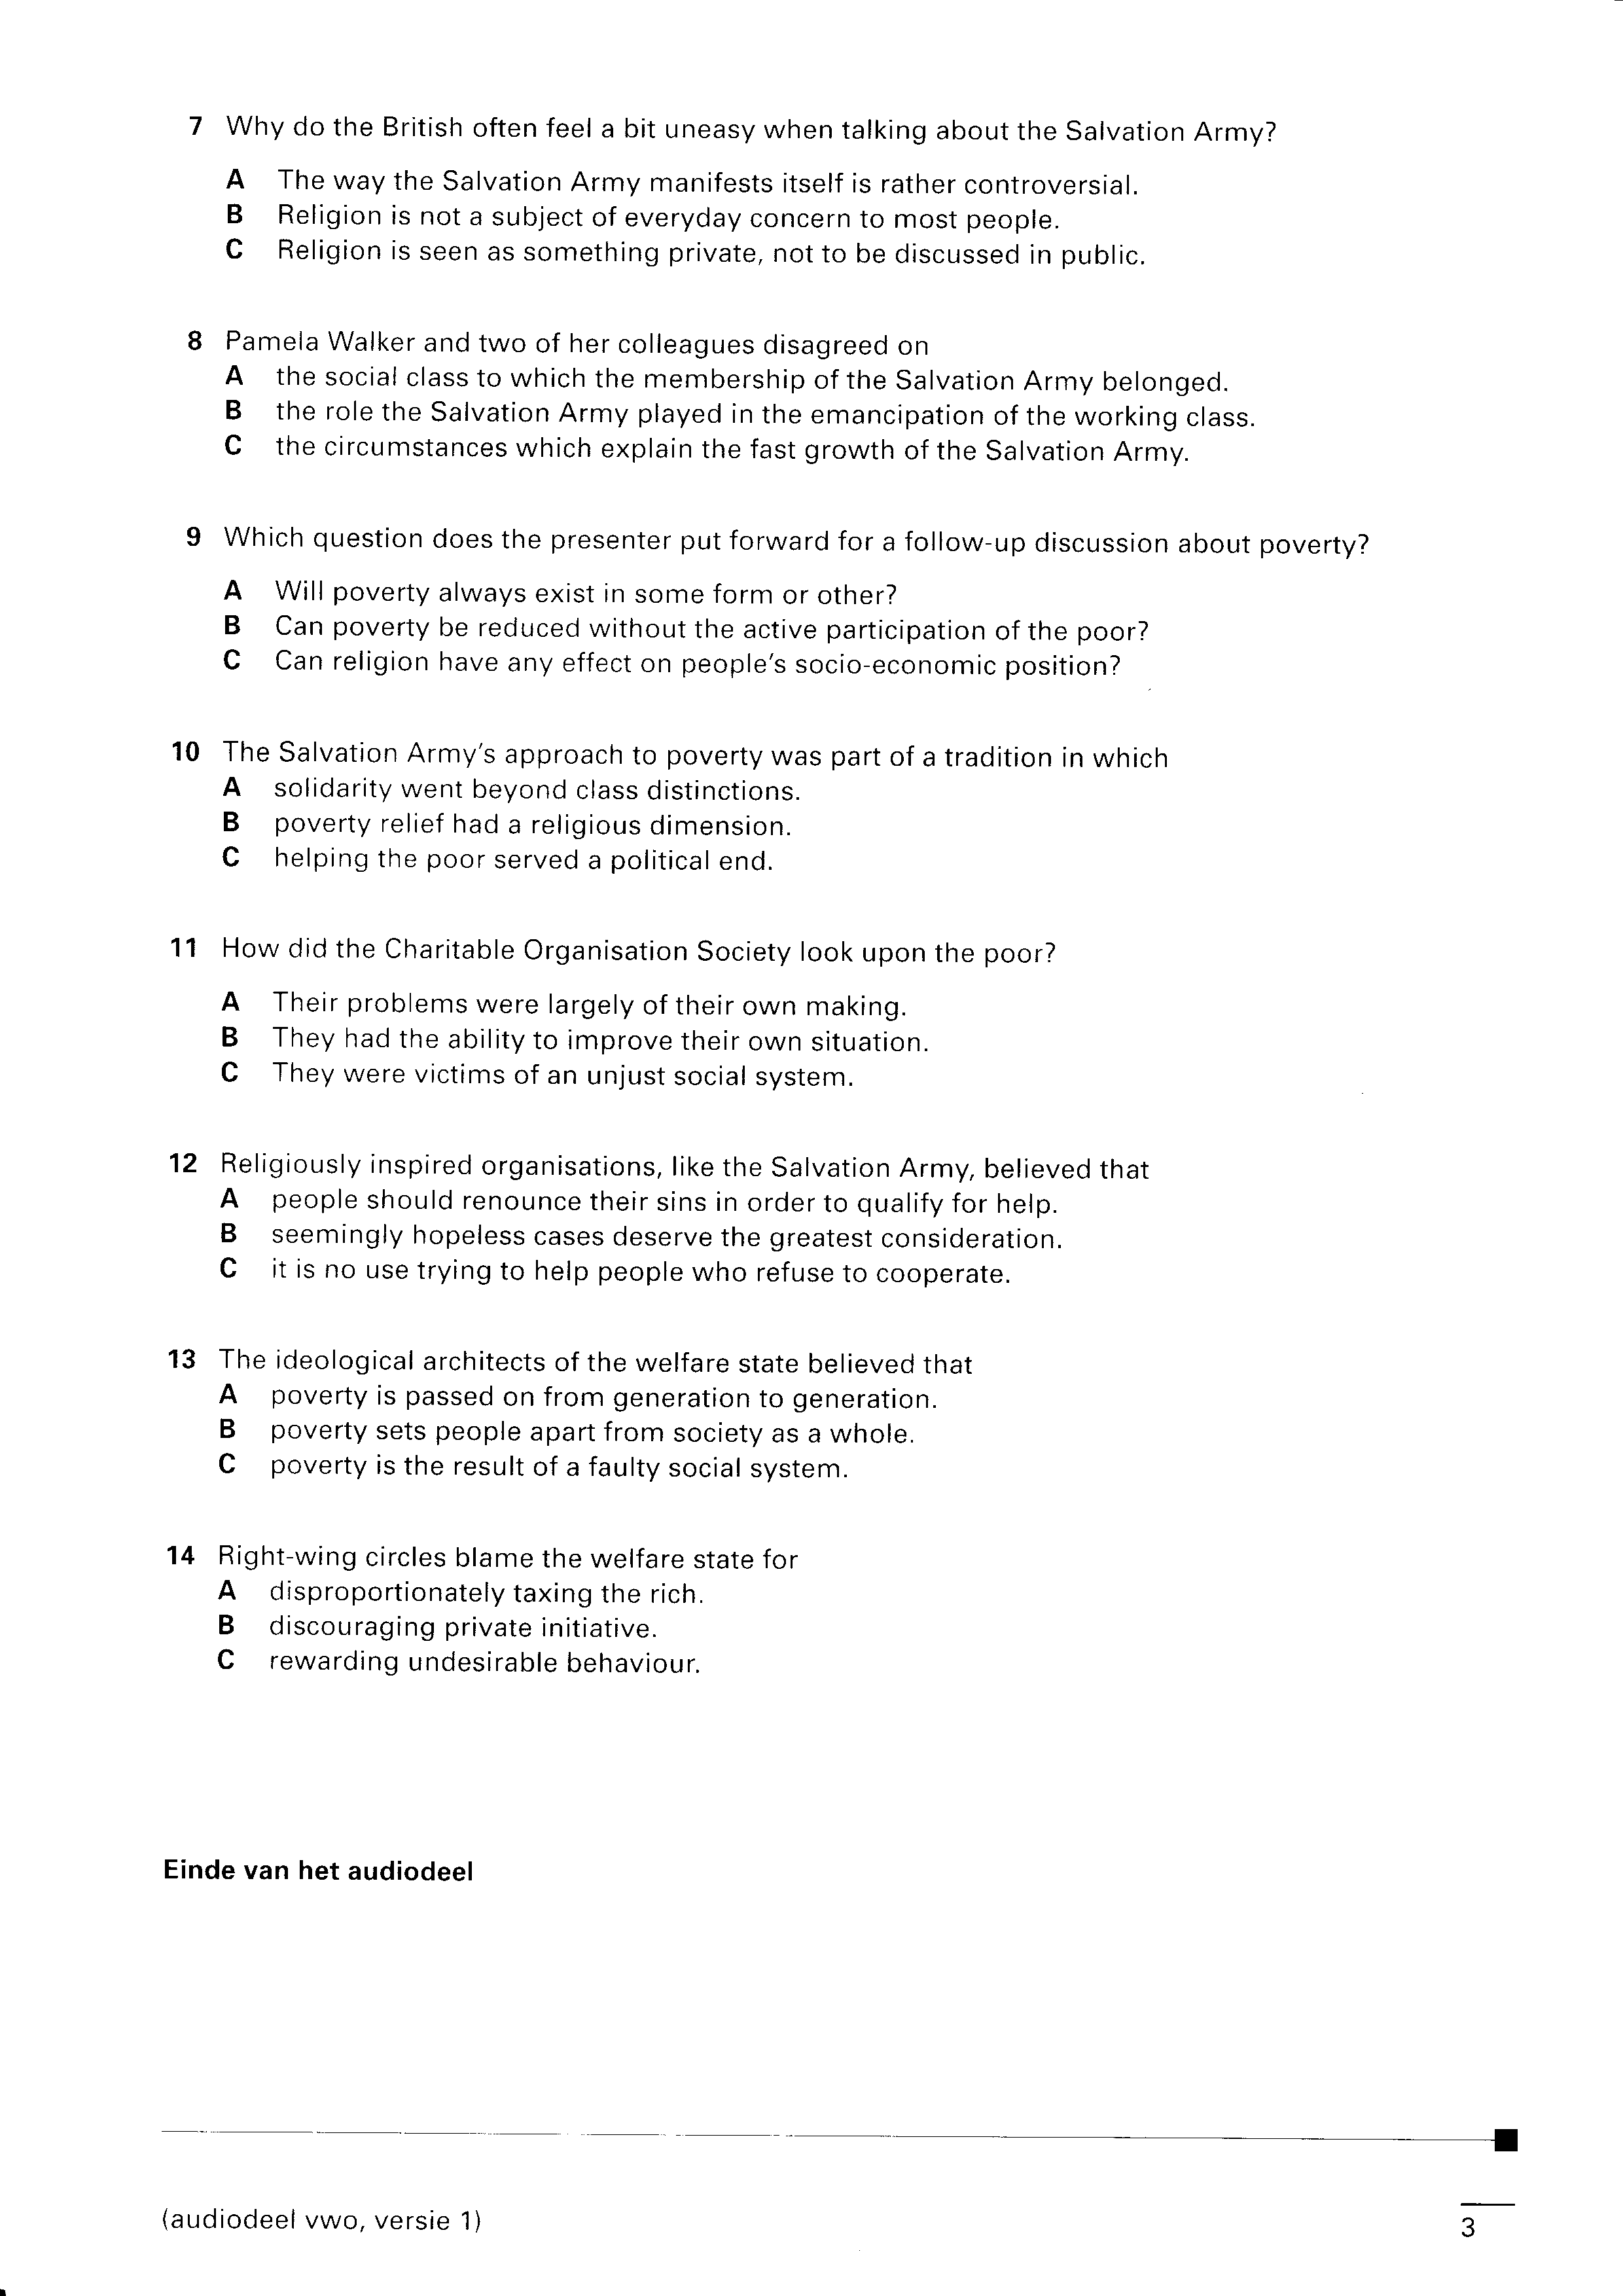 7 Why do the British often feel a bit uneasy when talking about the Salvation Army?
A The way the Salvation Army manifests itself is rather controversial.
B Religion is not a subject of everyday concern to most people.
C Religion is seen as something private, not to be discussed in public.
8 Pamela Walker and two of her colleagues disagreed on
A the social class to which the membership of the Salvation Army belonged.
B the role the Salvation Army played in the emancipation of the working class.
C the circumstances which explain the fast growth of the Salvation Army.
9 Which question does the presenter put forward for a follow-up discussion about poverty?
A Will poverty always exist in some form or other?
B Can poverty be reduced without the active participation of the poor?
C Can religion have any effect on people's socio-economic position?
10 The Salvation Army's approach to poverty was part of a tradition in which
A solidarity went beyond class distinctions.
B poverty relief had a religious dimension.
C helping the poor served a political end.
11 How did the Charitable Organisation Society look upon the poor?
A Their problems were largely of their own making.
B They had the ability to improve their own situation.
C They were victims of an unjust social system.
12 Religiously inspired organisations, like the Salvation Army, believed that
A people should renounce their sins in order to qualify for help.
B seemingly hopeless cases deserve the greatest consideration.
C it is no use trying to help people who refuse to cooperate.
13 The ideological architects of the welfare state believed that
A poverty is passed on from generation to generation.
B poverty sets people apart from society as a whole.
C poverty is the result of a faulty social system.
14 Right-wing circles blame the welfare state for
A disproportionately taxing the rich.
B discouraging private initiative.
C rewarding undesirable behaviour.
Einde van het audiodeel
(audiodeel vwo, versie 1)
3